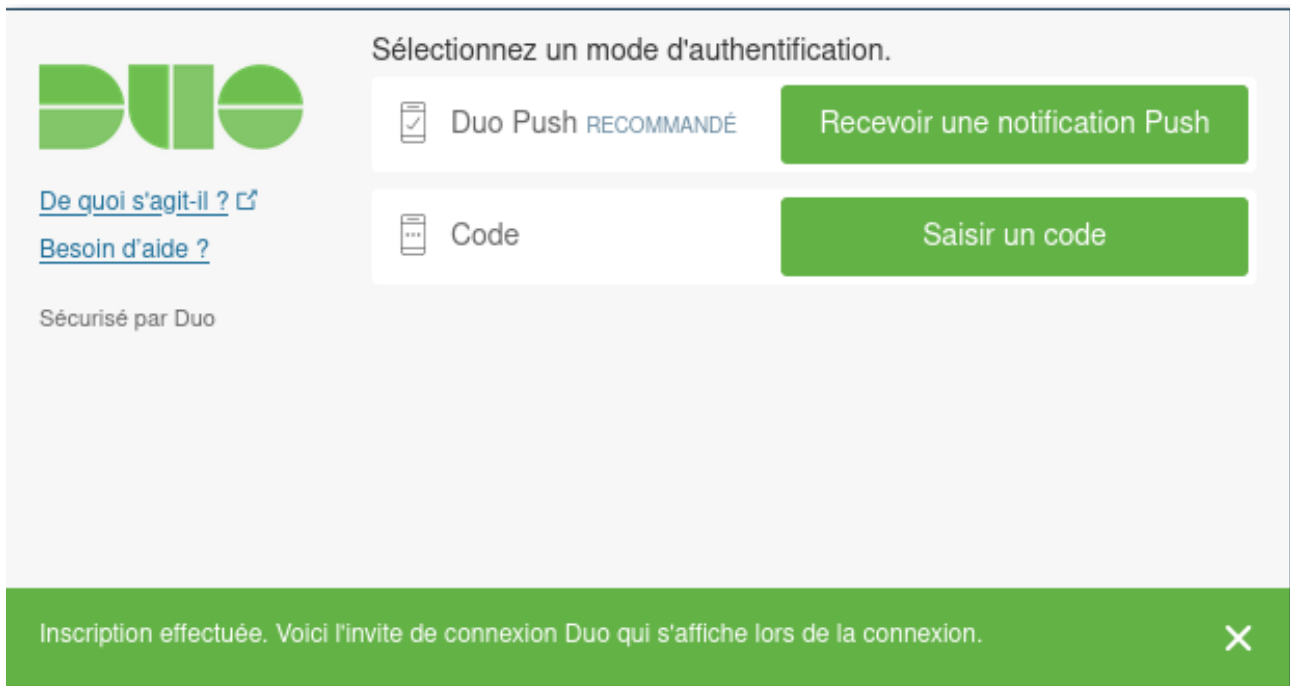 Sélectionnez un mode d'authentification.
DUO
Duo Push RECOMMANDÉ
Recevoir une notification Push
De quoi s'agit-il ?
Code
Saisir un code
Besoin d’aide ?
Sécurisé par Duo
Inscription effectuée. Voici l'invite de connexion Duo qui s'affiche lors de la connexion.